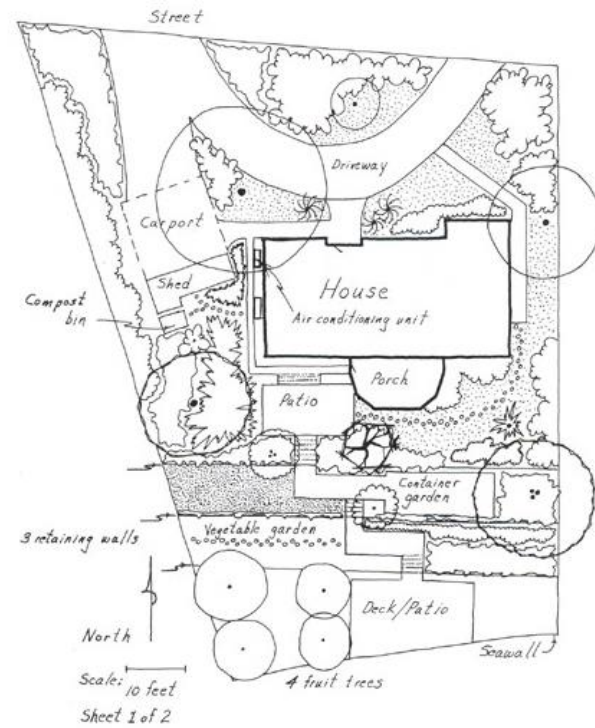 Street
Driveway
Carport
Shed
House
Compost
bin
Air conditioning unit
Porch
Patio
Container
garden
Vegetable garden
3 retaining walls
Deck/Patio
North
Seawall
Scale: 10 feet
4 fruit trees
Sheet 1 of 2